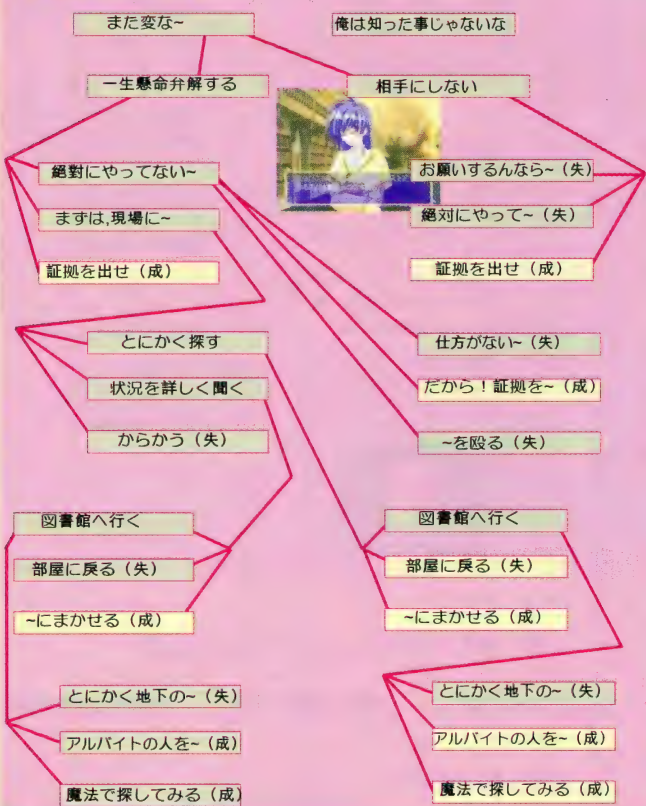 また変な~
俺は知った事じゃないな
一生懸命弁解する
相手にしない
絶對にやってない~
お願いするんなら~（失）
まずは,現場に~
絶対にやって~（失）
証拠を出せ（成）
証拠を出せ（成）
とにかく探す
仕方がない~（失）
状況を詳しく聞く
だから！証拠を~（成）
からかう（失）
~を殴る（失）
図書館へ行く
図書館へ行く
部屋に戻る（失）
部屋に戻る（失）
~にまかせる（成）
~にまかせる（成）
とにかく地下の~（失）
とにかく地下の~（失）
アルバイトの人を~（成）
アルバイトの人を~（成）
魔法で探してみる（成）
魔法で探してみる（成）